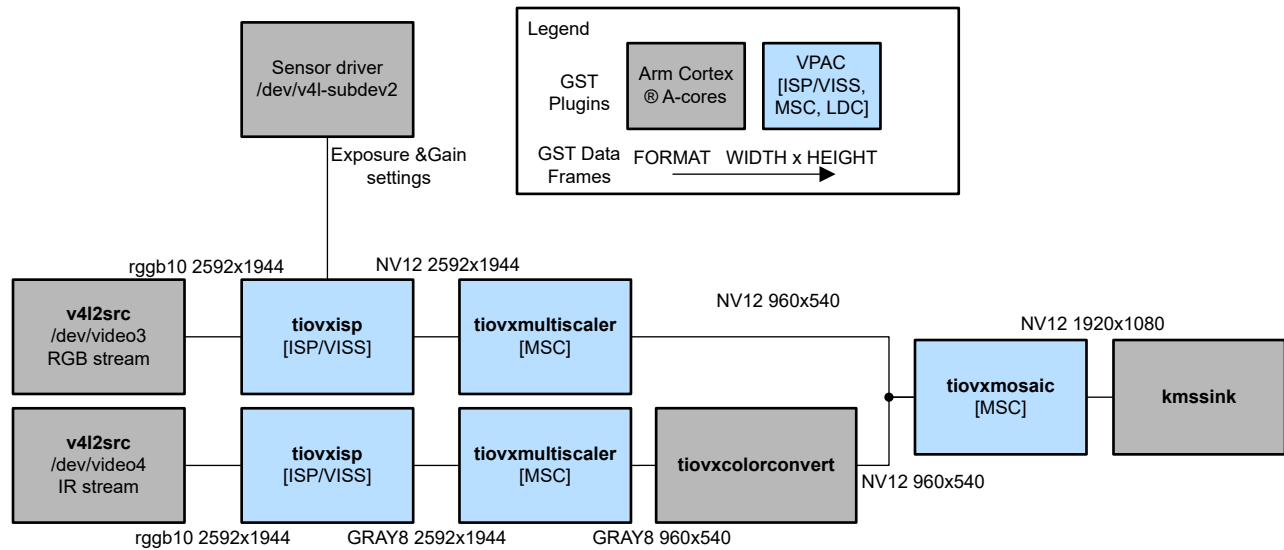 Legend
GST
Plugins
Arm Cortex
® A-cores
VPAC
[ISP/VISS,
MSC, LDC]
GST Data
Frames
FORMAT
WIDTH x HEIGHT
Sensor driver
/dev/v4l-subdev2
Exposure &Gain
settings
rggb10 2592x1944
NV12 2592x1944
NV12 960x540
NV12 1920x1080
v4l2src
/dev/video3
RGB stream
tiovxisp
[ISP/VISS]
tiovxmultiscaler
[MSC]
tiovxmosaic
[MSC]
kmssink
v4l2src
/dev/video4
IR stream
tiovxisp
[ISP/VISS]
tiovxmultiscaler
[MSC]
tiovxcolorconvert
NV12 960x540
rggb10 2592x1944
GRAY8 2592x1944
GRAY8 960x540